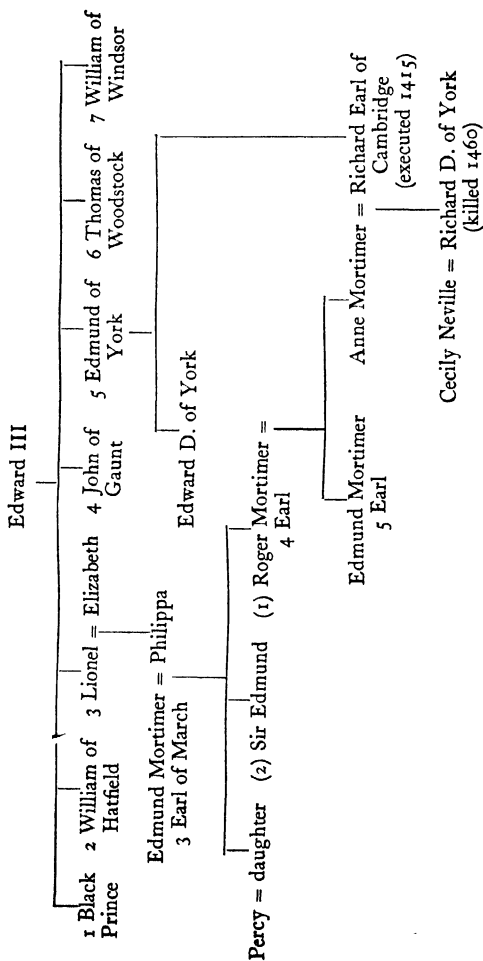 Edward III
1 Black Prince
2 William of Hatfield
3 Lionel = Elizabeth
4 John of Gaunt
5 Edmund of York
6 Thomas of Woodstock
7 William of Windsor
Edmund Mortimer = Philippa
3 Earl of March
Edward D. of York
Percy = daughter
(2) Sir Edmund
(1) Roger Mortimer =
4 Earl
Edmund Mortimer
5 Earl
Anne Mortimer = Richard Earl of
Cambridge
(executed 1415)
Cecily Neville = Richard D. of York
(killed 1460)